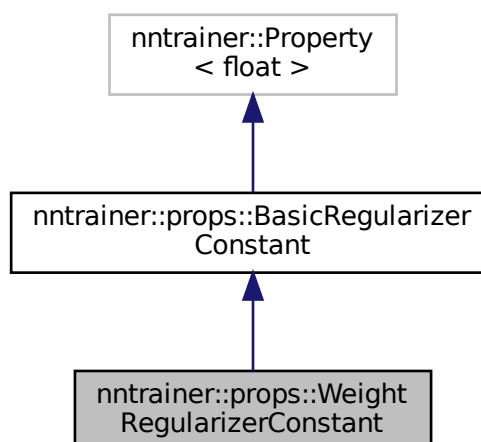 nntrainer::Property
< float >
nntrainer::props::BasicRegularizer
Constant
nntrainer::props::Weight
RegularizerConstant